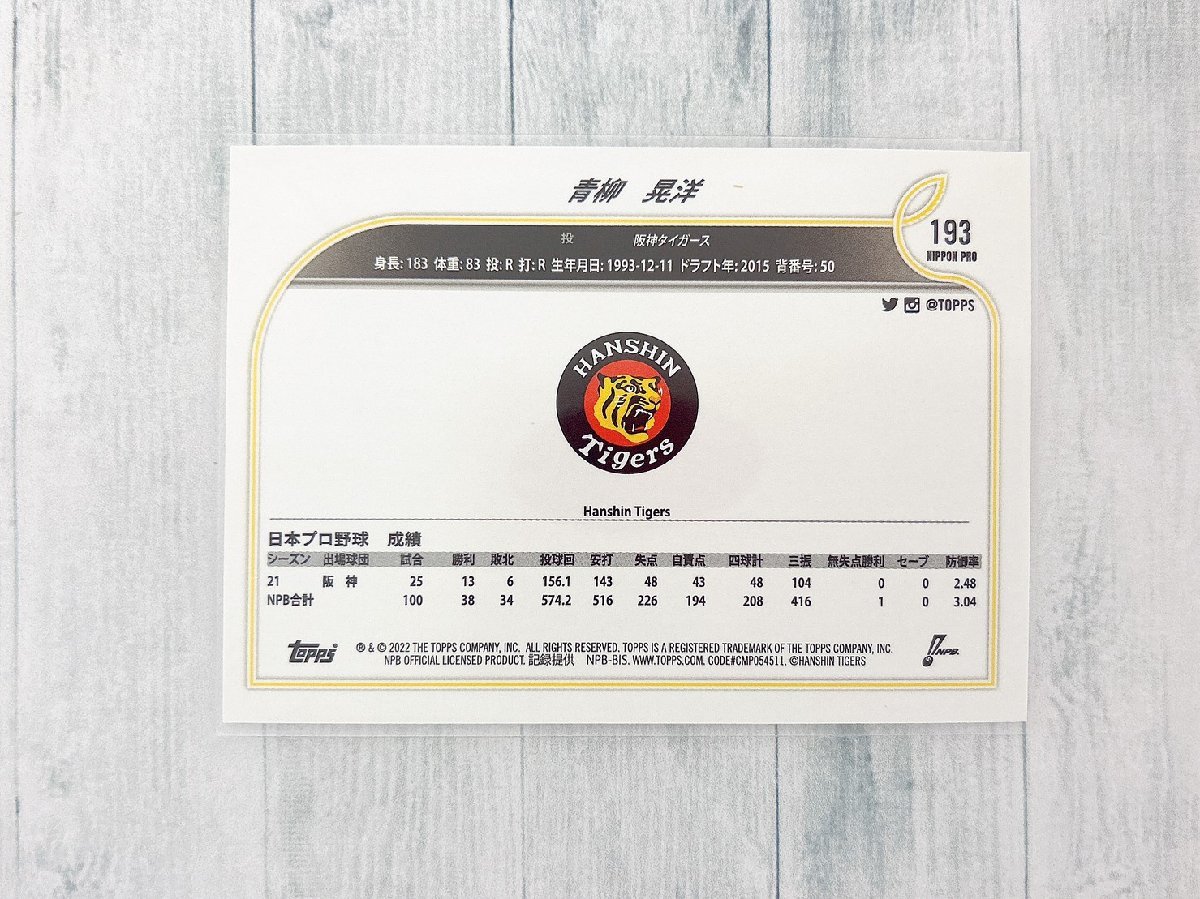 青柳 晃洋
193
NIPPON PRO
投 阪神タイガース
身長: 183 体重: 83 投: R 打: R 生年月日: 1993-12-11 ドラフト年: 2015 背番号: 50
@TOPPS
HANSHIN
Tigers
Hanshin Tigers
日本プロ野球 成績
シーズン 出場球団 試合 勝利 敗北 投球回 安打 失点 自責点 四球計 三振 無失点勝利 セーブ 防御率
21 阪神 25 13 6 156.1 143 48 43 48 104 0 0 2.48
NPB合計 100 38 34 574.2 516 226 194 208 416 1 0 3.04
Topps
® & © 2022 THE TOPPS COMPANY, INC. ALL RIGHTS RESERVED. TOPPS IS A REGISTERED TRADEMARK OF THE TOPPS COMPANY, INC.
NPB OFFICIAL LICENSED PRODUCT. 記録提供 NPB-BIS. WWW.TOPPS.COM. CODE#CMP054511. ©HANSHIN TIGERS
NPB.